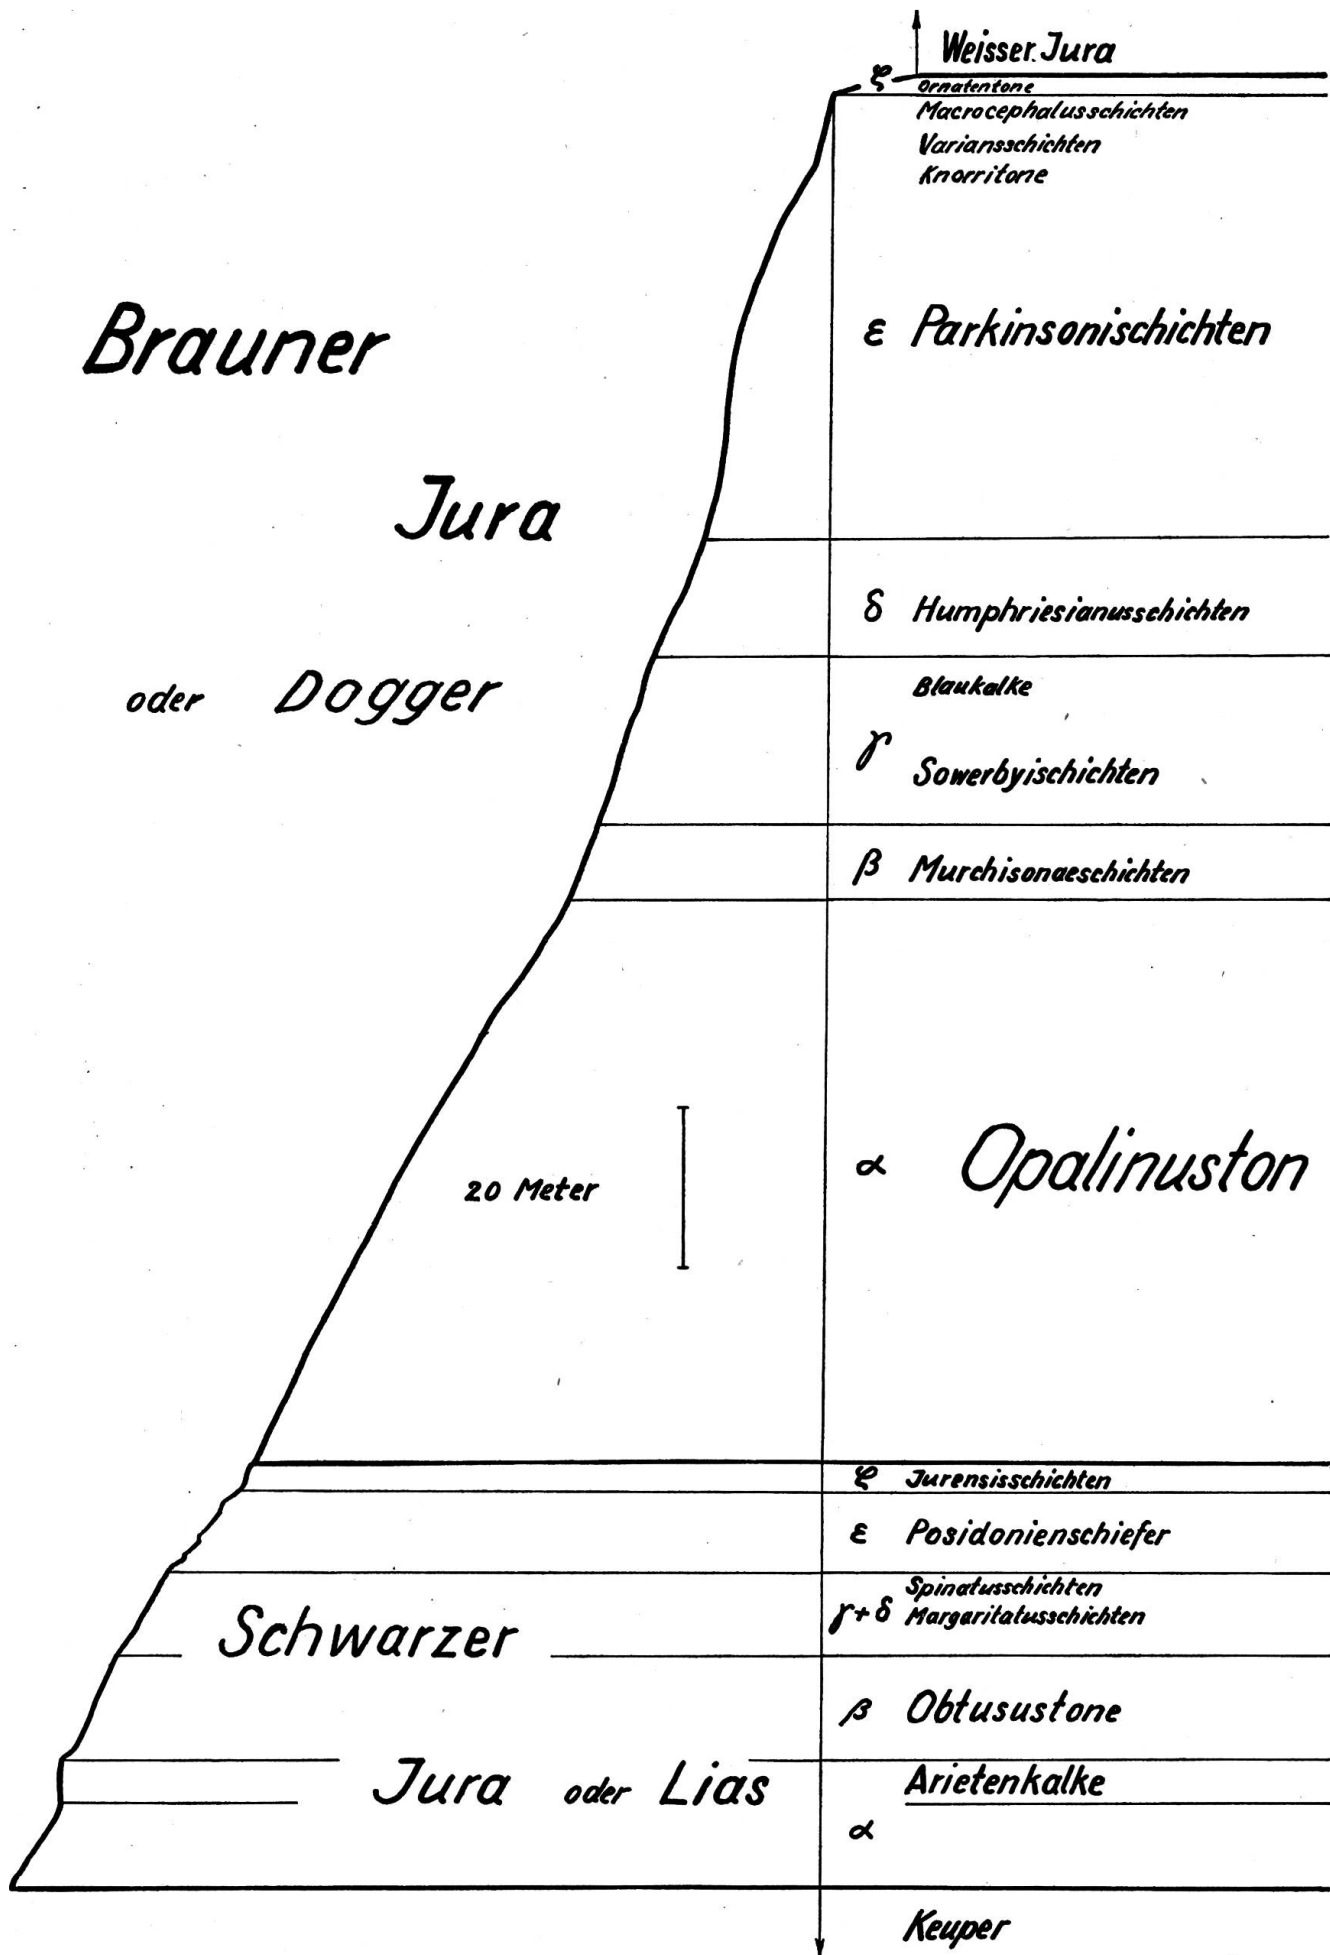 Weisser Jura
ζ Ornatentone
Macrocephalusschichten
Variansschichten
Knorritone
ε Parkinsonischichten
Brauner
Jura
oder Dogger
δ Humphriesianusschichten
Blaukalke
γ Sowerbyischichten
β Murchisonaeschichten
α Opalinuston
20 Meter
ζ Jurensisschichten
ε Posidonienschiefer
γ+δ Spinatusschichten
Margaritatusschichten
Schwarzer
Jura oder Lias
β Obtusustone
Arietenkalke
α
Keuper